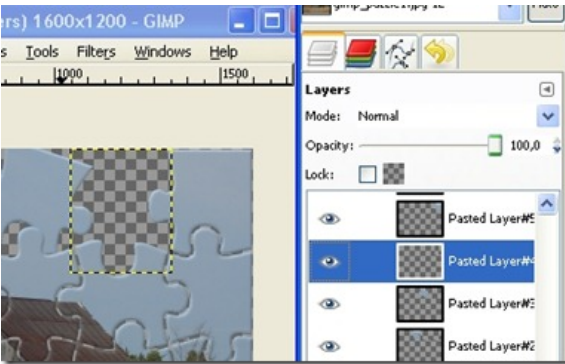 ers) 1600x1200 - GIMP
s Tools Filters Windows Help
1000 1500
Layers
Mode: Normal
Opacity: 100,0
Lock:
Pasted Layer#5
Pasted Layer#4
Pasted Layer#3
Pasted Layer#2